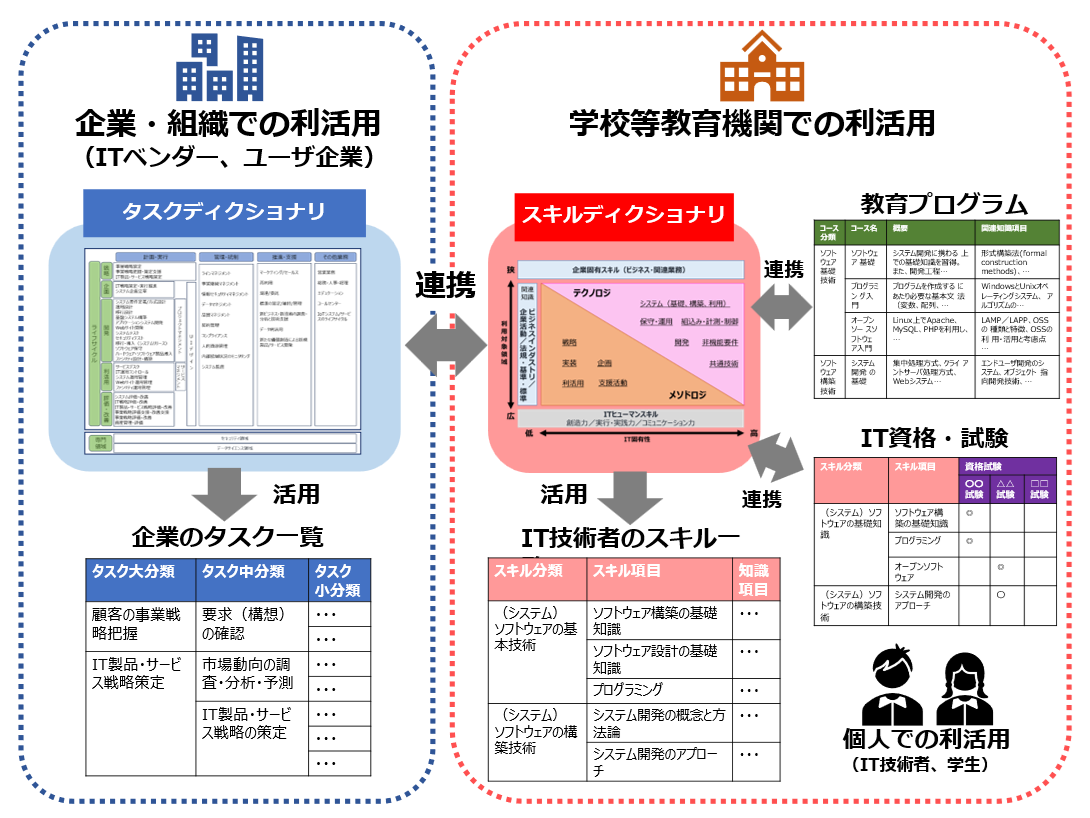 企業・組織での利活用
（ITベンダー、ユーザ企業）
タスクディクショナリ
計画・実行
管理・統制
推進・支援
その他業務
ライフサイクル
活用
企業のタスク一覧
タスク大分類
タスク中分類
タスク
小分類
顧客の事業戦
略把握
要求（構想）
の確認
・・・
・・・
IT製品・サービ
ス戦略策定
市場動向の調
査・分析・予測
・・・
・・・
IT製品・サービ
ス戦略の策定
・・・
・・・
・・・
連携
学校等教育機関での利活用
スキルディクショナリ
狭
利用対象領域
広
企業固有スキル（ビジネス・関連業務）
関連
知識
ビジネスインダストリ／
企業活動／法規・基準・標準
テクノロジ
システム（基礎、構築、利用）
保守・運用
組込み・計測・制御
戦略
開発
非機能要件
実装
企画
共通技術
利活用
支援活動
メソドロジ
ITヒューマンスキル
創造力／実行・実践力／コミュニケーション力
低
IT固有性
高
活用
IT技術者のスキル一
スキル分類
スキル項目
知識
項目
（システム）
ソフトウェアの基
本技術
ソフトウェア構築の基礎
知識
・・・
ソフトウェア設計の基礎
知識
・・・
プログラミング
・・・
（システム）
ソフトウェアの構
築技術
システム開発の概念と方
法論
・・・
システム開発のアプロー
チ
・・・
連携
教育プログラム
コース
分類
コース名
概要
関連知識項目
ソフト
ウェア
基礎
技術
ソフトウェ
ア 基礎
システム開発に携わる 上
での基礎知識を習得。
また、開発工程…
形式構築法(formal
construction
methods) 、…
プログラミ
ング 入
門
プログラムを作成する に
あたり必要な基本文 法
（変数、配列、…
WindowsとUnixオペ
レーティングシステム、 ア
ルゴリズムの…
オープン
ソー スソ
フトウェ
ア入門
Linux上でApache、
MySQL、PHPを利用し、
…
LAMP／LAPP、OSS
の 種類と特徴、OSSの
利 用・活用と考慮点
…
ソフト
ウェア
構築
技術
システム
開発 の
基礎
集中処理方式、クライ ア
ントサーバ処理方式、
Webシステム…
エンドユーザ開発のシ
ステム オブジェクト 指
向開発技術、…
連携
IT資格・試験
スキル分類
スキル項目
資格試験
○○
試験
△△
試験
□□
試験
（システム）ソフ
トウェアの基礎知
識
ソフトウェア構
築の基礎知識
◎
プログラミング
◎
オープンソフト
ウェア
◎
（システム）ソフ
トウェアの構築技
術
システム開発の
アプローチ
○
個人での利活用
（IT技術者、学生）